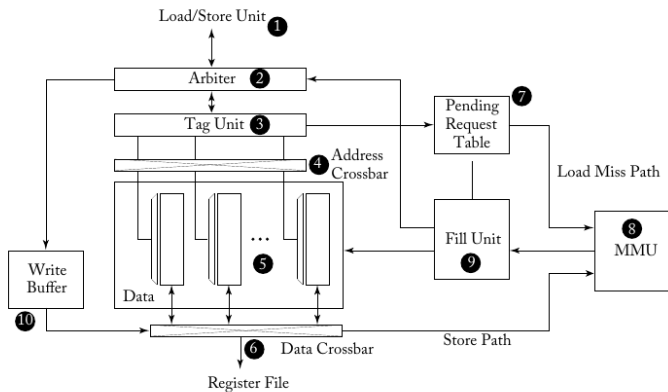 Load/Store Unit 1
Arbiter 2
Tag Unit 3
7
Pending
Request
Table
4 Address
Crossbar
Load Miss Path
8
MMU
Fill Unit
9
5
Data
Write
Buffer
10
6 Data Crossbar
Store Path
Register File